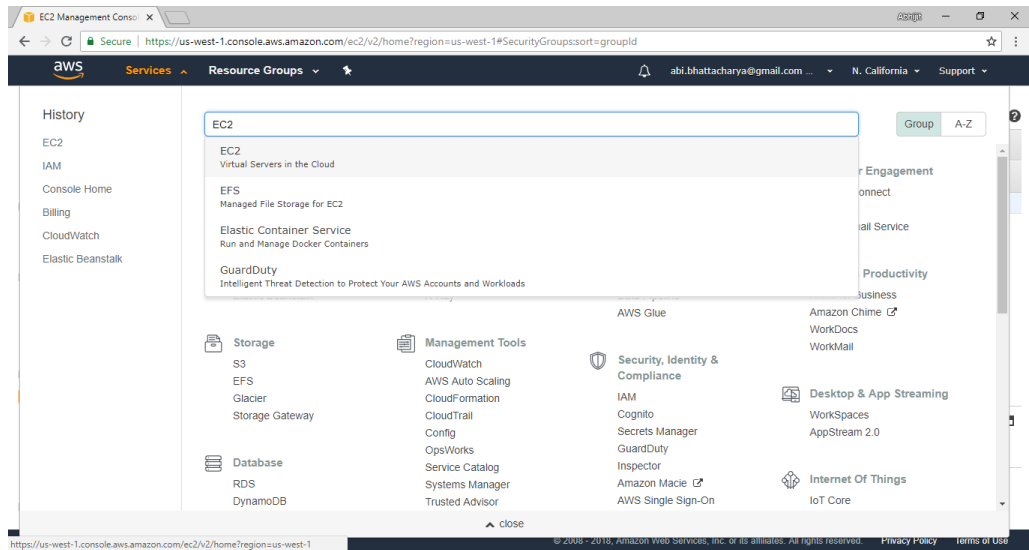 EC2 Management Consol
Abhijit
Secure | https://us-west-1.console.aws.amazon.com/ec2/v2/home?region=us-west-1#SecurityGroups:sort=groupId
aws Services Resource Groups abi.bhattacharya@gmail.com ... N. California Support
History
EC2
IAM
Console Home
Billing
CloudWatch
Elastic Beanstalk
EC2
Group A-Z
EC2
Virtual Servers in the Cloud
EFS
Managed File Storage for EC2
Elastic Container Service
Run and Manage Docker Containers
GuardDuty
Intelligent Threat Detection to Protect Your AWS Accounts and Workloads
Storage
S3
EFS
Glacier
Storage Gateway
Database
RDS
DynamoDB
Management Tools
CloudWatch
AWS Auto Scaling
CloudFormation
CloudTrail
Config
OpsWorks
Service Catalog
Systems Manager
Trusted Advisor
AWS Glue
Security, Identity &
Compliance
IAM
Cognito
Secrets Manager
GuardDuty
Inspector
Amazon Macie
AWS Single Sign-On
r Engagement
onnect
ail Service
Productivity
Business
Amazon Chime
WorkDocs
WorkMail
Desktop & App Streaming
WorkSpaces
AppStream 2.0
Internet Of Things
IoT Core
close
https://us-west-1.console.aws.amazon.com/ec2/v2/home?region=us-west-1
© 2008 - 2018, Amazon Web Services, Inc. or its affiliates. All rights reserved. Privacy Policy Terms of Use